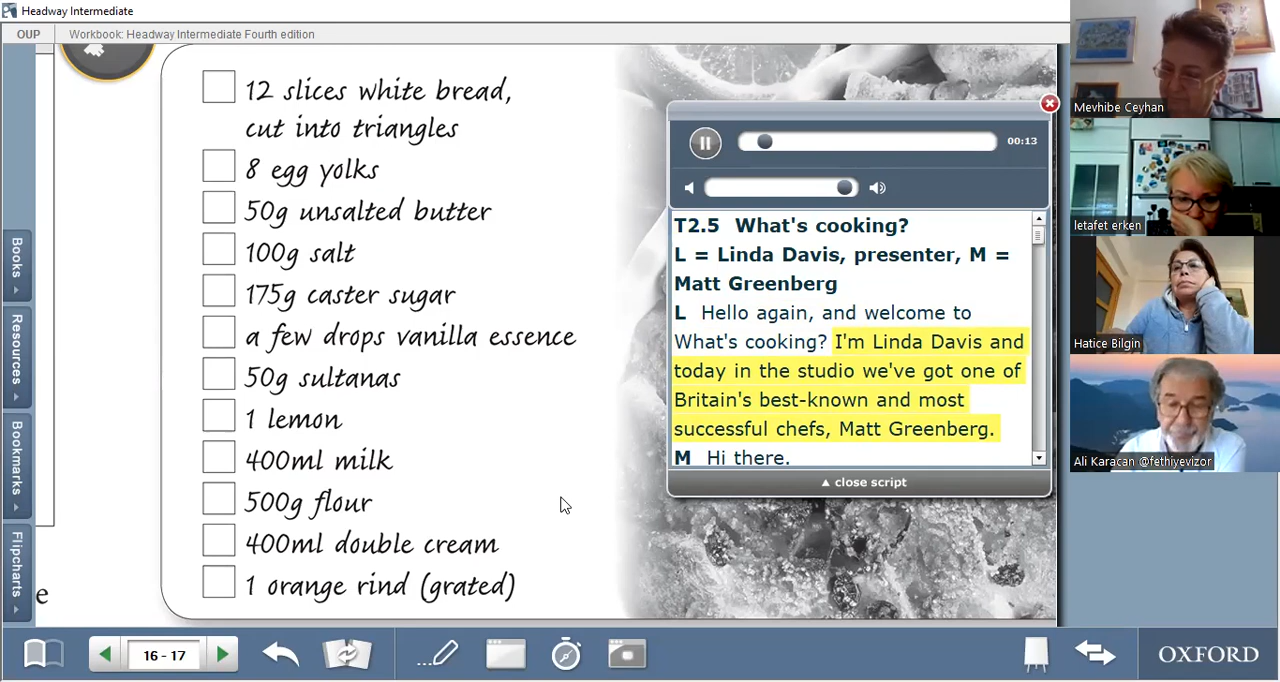 Headway Intermediate
OUP
Workbook: Headway Intermediate Fourth edition
12 slices white bread,
cut into triangles
8 egg yolks
50g unsalted butter
100g salt
175g caster sugar
a few drops vanilla essence
50g sultanas
1 lemon
400ml milk
500g flour
400ml double cream
1 orange rind (grated)
e
Books
Resources
Bookmarks
Flipcharts
00:13
T2.5 What's cooking?
L = Linda Davis, presenter, M =
Matt Greenberg
L Hello again, and welcome to
What's cooking? I'm Linda Davis and
today in the studio we've got one of
Britain's best-known and most
successful chefs, Matt Greenberg.
M Hi there.
close script
Mevhibe Ceyhan
letafet erken
Hatice Bilgin
Ali Karacan @fethiyevizor
16 - 17
OXFORD